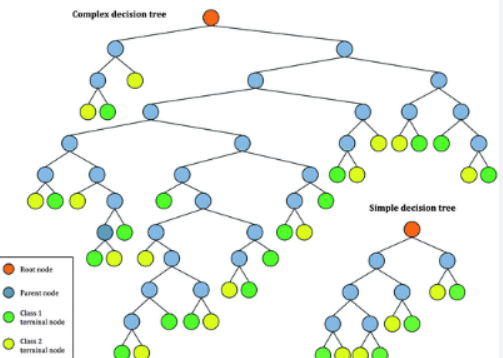 Complex decision tree
Simple decision tree
Root node
Parent node
Class 1
terminal node
Class 2
terminal node